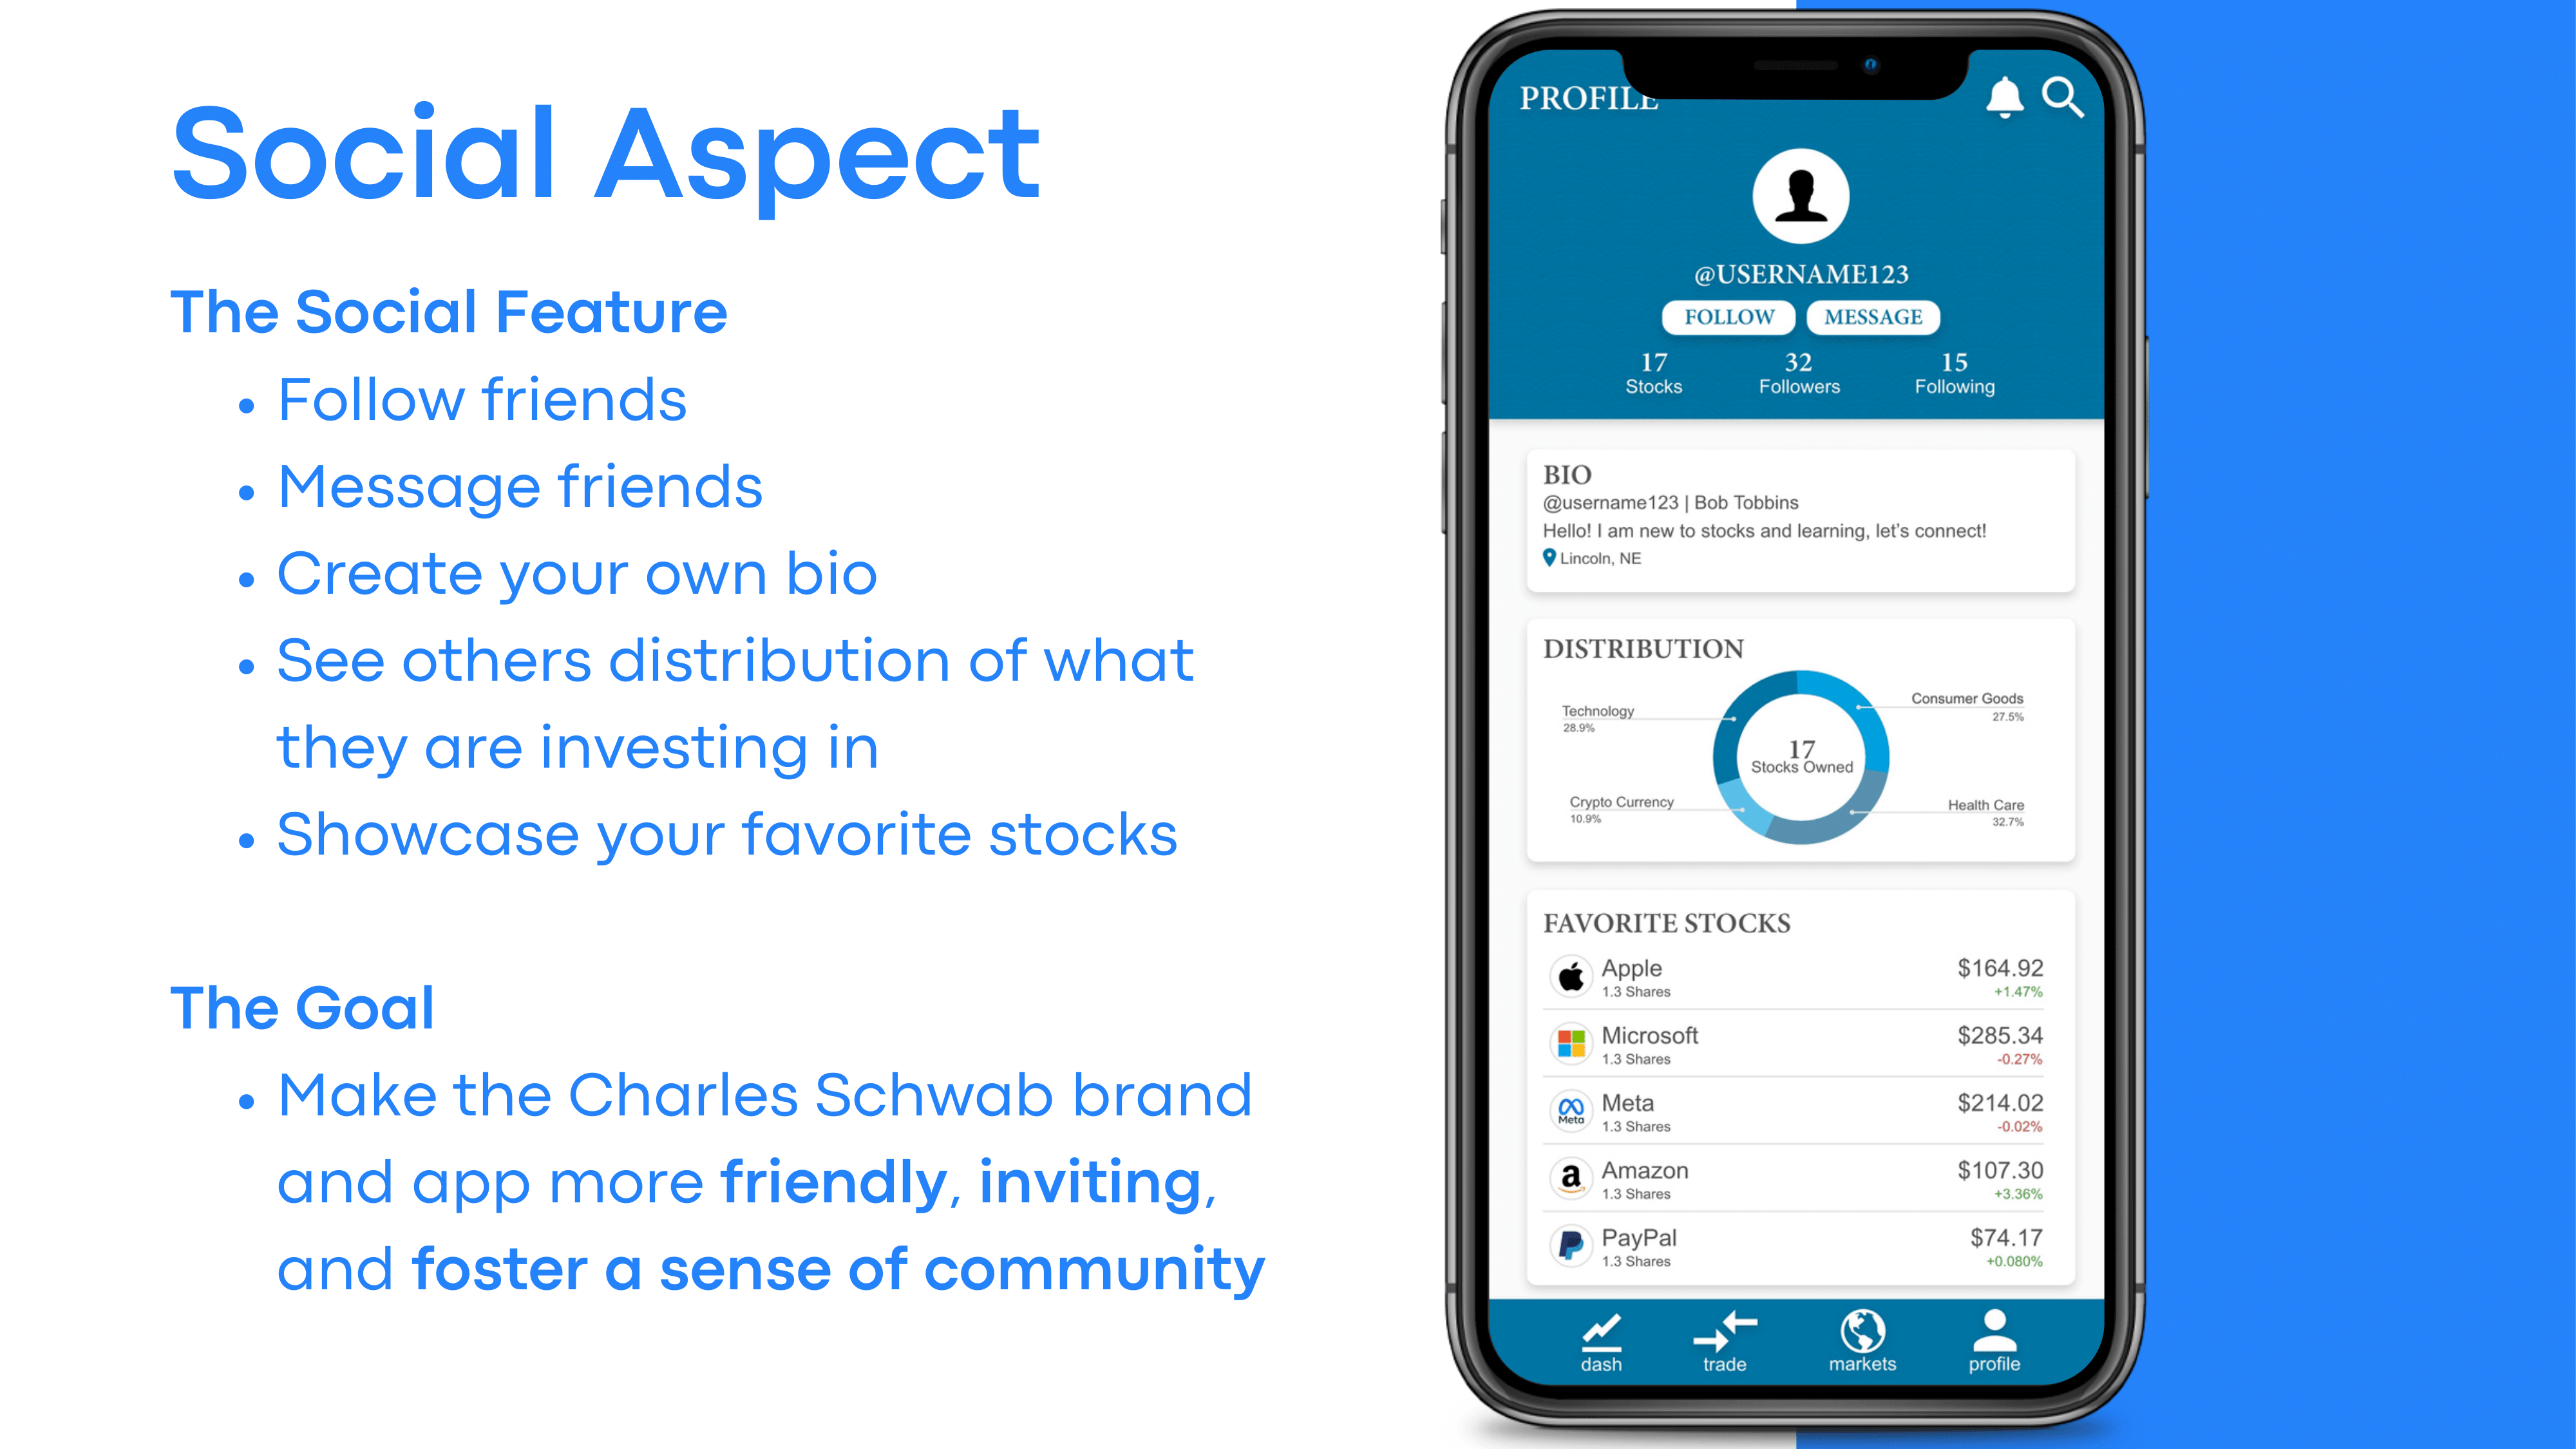 Social Aspect
The Social Feature
• Follow friends
• Message friends
• Create your own bio
• See others distribution of what
they are investing in
• Showcase your favorite stocks
The Goal
• Make the Charles Schwab brand
and app more friendly, inviting,
and foster a sense of community
PROFILE
@USERNAME123
FOLLOW MESSAGE
17 32 15
Stocks Followers Following
BIO
@username123 | Bob Tobbins
Hello! I am new to stocks and learning, let's connect!
Lincoln, NE
DISTRIBUTION
Technology
28.9%
Consumer Goods
27.5%
17
Stocks Owned
Crypto Currency
10.9%
Health Care
32.7%
FAVORITE STOCKS
Apple $164.92
1.3 Shares +1.47%
Microsoft $285.34
1.3 Shares -0.27%
Meta $214.02
Meta 1.3 Shares -0.02%
Amazon $107.30
a 1.3 Shares +3.36%
PayPal $74.17
1.3 Shares +0.080%
dash trade markets profile